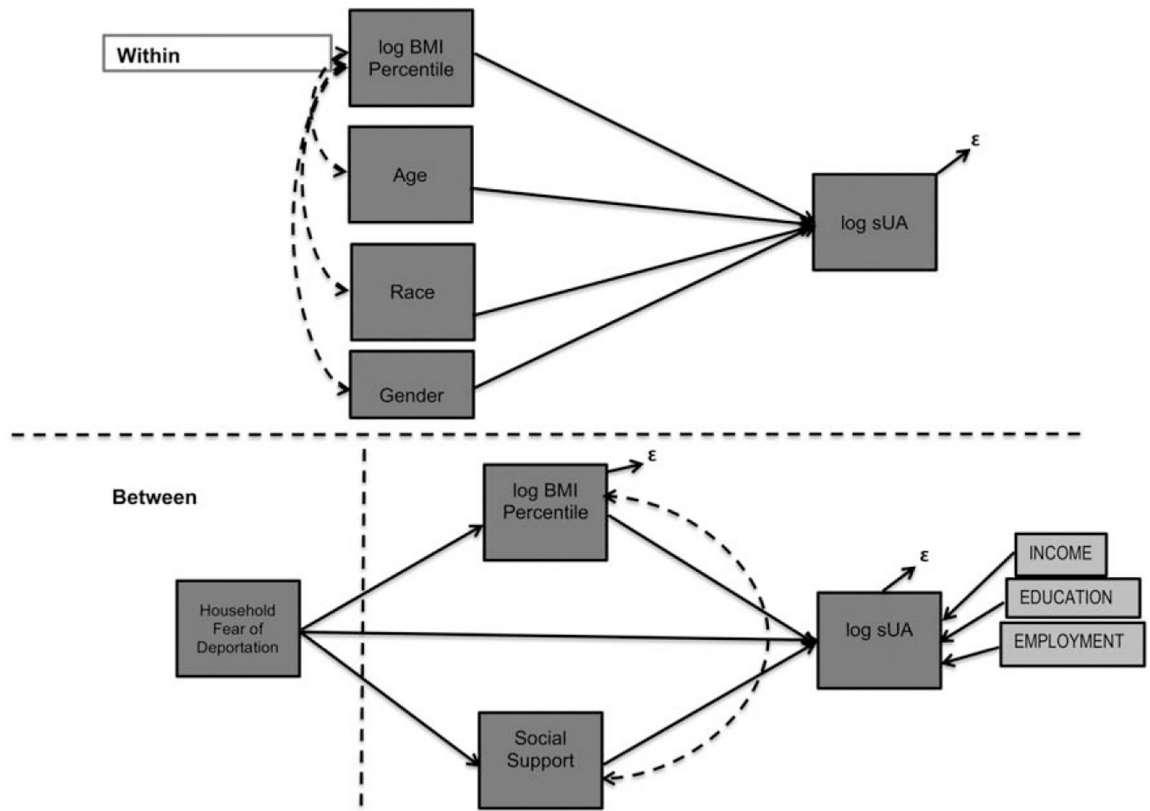 Within
log BMI
Percentile
Age
Race
Gender
ε
log sUA
Between
ε
log BMI
Percentile
Household
Fear of
Deportation
Social
Support
ε
log sUA
INCOME
EDUCATION
EMPLOYMENT